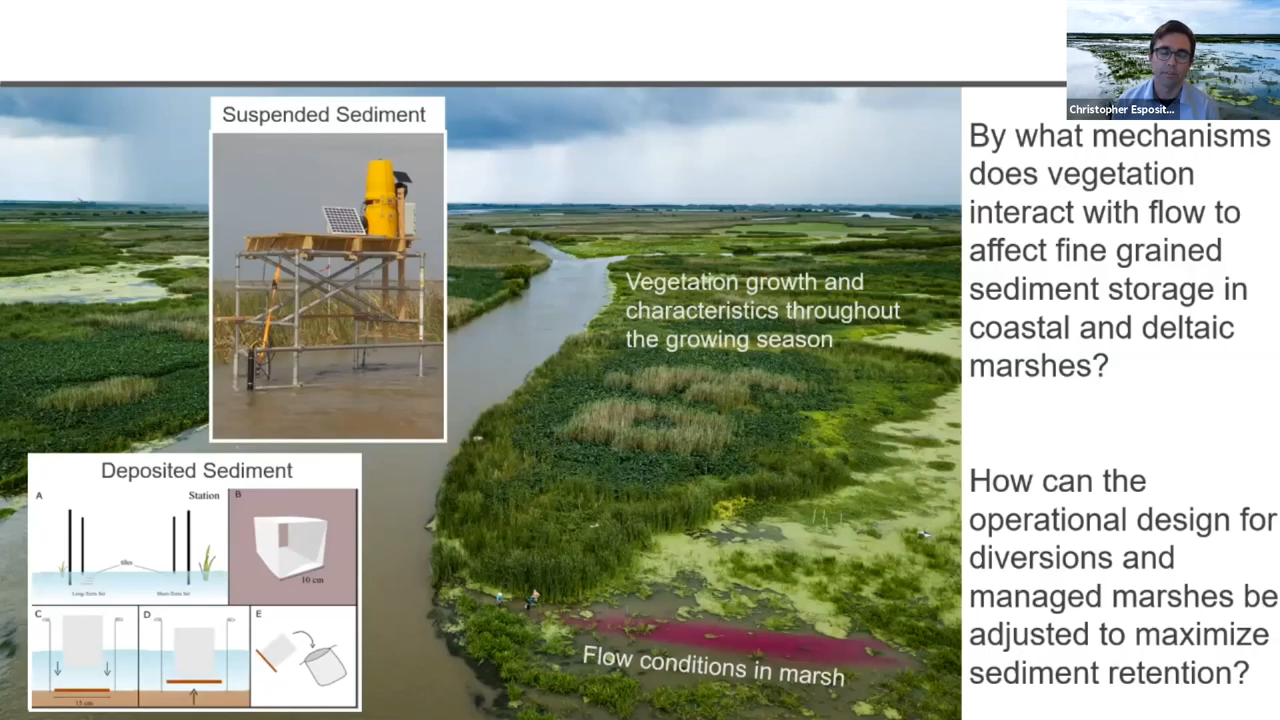 Christopher Esposit...
Suspended Sediment
By what mechanisms
does vegetation
interact with flow to
affect fine grained
sediment storage in
coastal and deltaic
marshes?
Vegetation growth and
characteristics throughout
the growing season
Deposited Sediment
A
Station
B
tiles
10 cm
C
D
E
15 cm
Flow conditions in marsh
How can the
operational design for
diversions and
managed marshes be
adjusted to maximize
sediment retention?